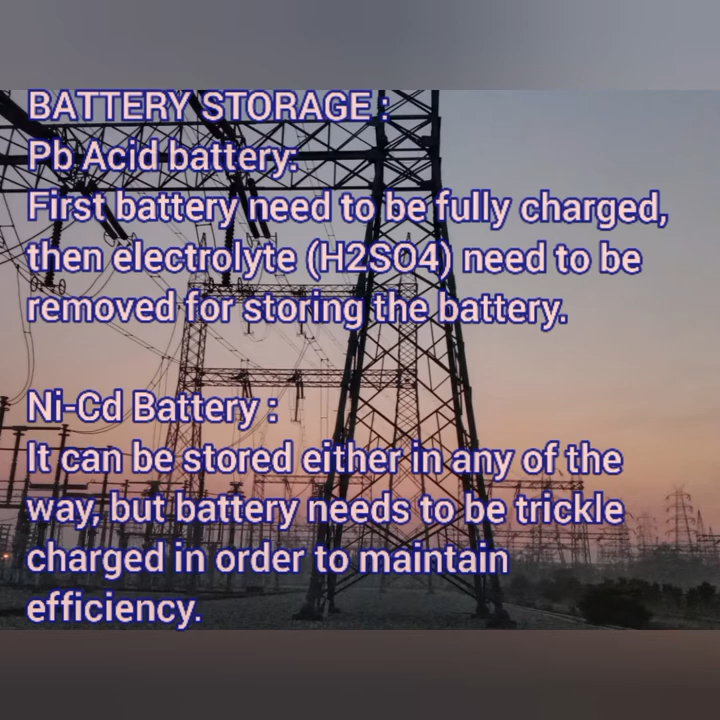 BATTERY STORAGE :
Pb Acid battery:
First battery need to be fully charged,
then electrolyte (H2SO4) need to be
removed for storing the battery.
Ni-Cd Battery :
It can be stored either in any of the
way, but battery needs to be trickle
charged in order to maintain
efficiency.